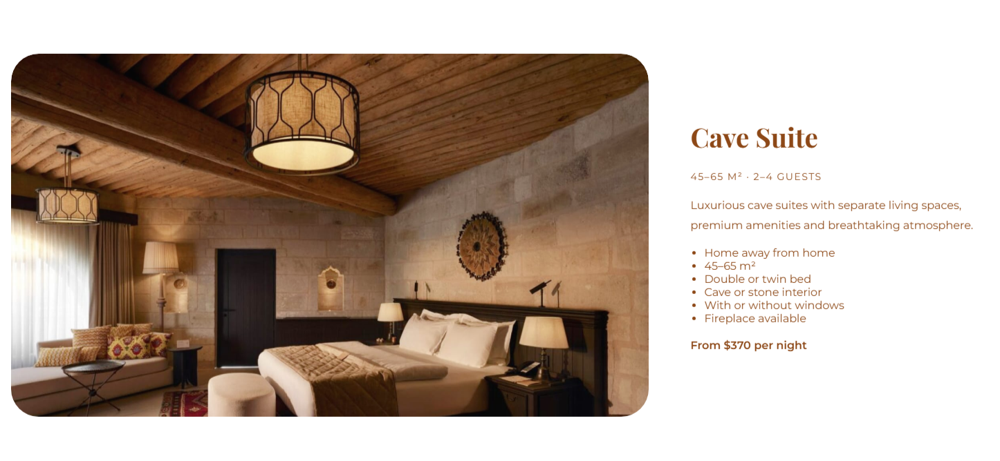 Cave Suite
45–65 M² · 2–4 GUESTS
Luxurious cave suites with separate living spaces,
premium amenities and breathtaking atmosphere.
• Home away from home
• 45–65 m²
• Double or twin bed
• Cave or stone interior
• With or without windows
• Fireplace available
From $370 per night